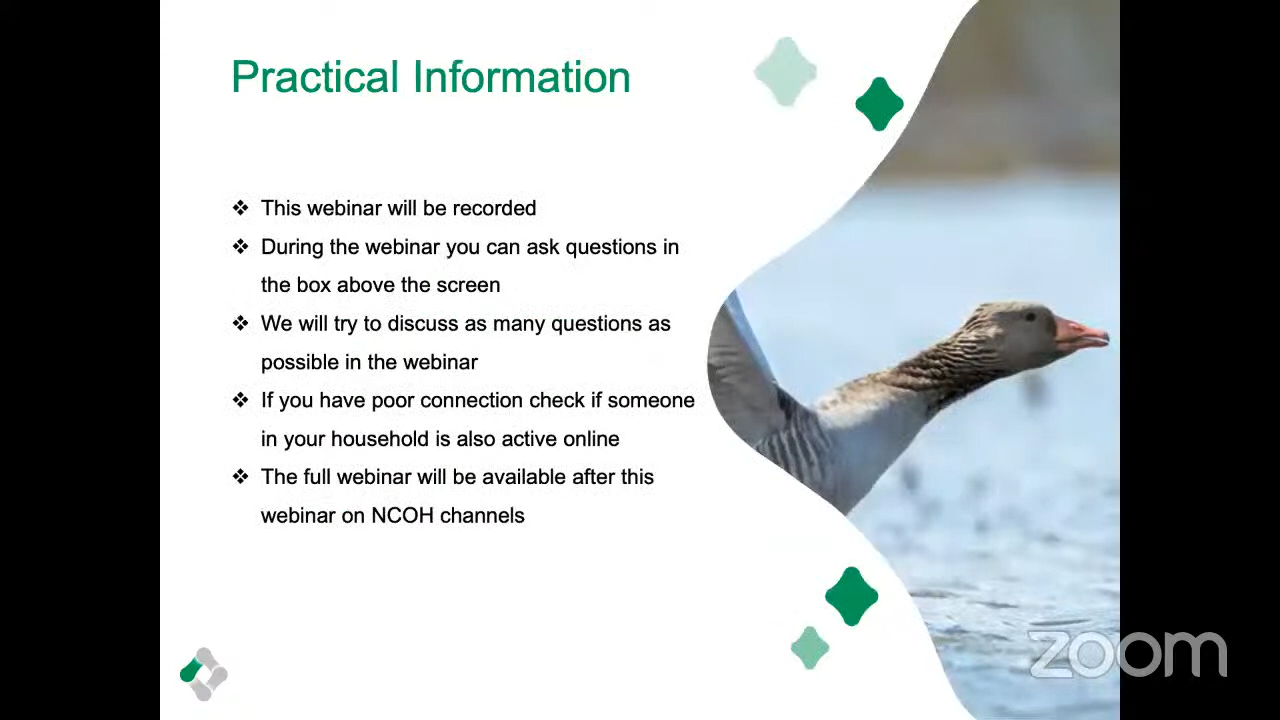 Practical Information
❖ This webinar will be recorded
❖ During the webinar you can ask questions in
the box above the screen
❖ We will try to discuss as many questions as
possible in the webinar
❖ If you have poor connection check if someone
in your household is also active online
❖ The full webinar will be available after this
webinar on NCOH channels
zoom